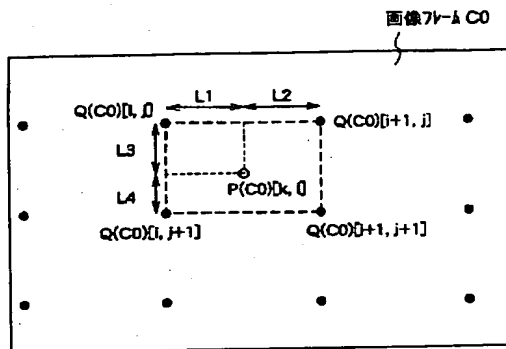 画像フレーム C0
L1 L2
Q(C0)[i, j]
Q(C0)[i+1, j]
L3
P(C0)[k, l]
L4
Q(C0)[i, j+1]
Q(C0)[i+1, j+1]